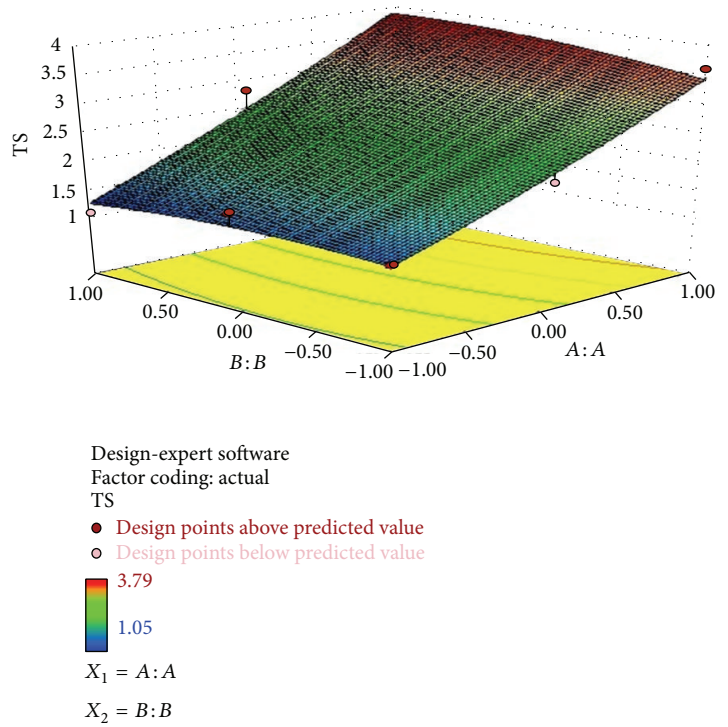 4
3.5
3
2.5
2
1.5
1
TS
1.00
0.50
0.00
−0.50
−1.00
B:B
−1.00
−0.50
0.00
0.50
1.00
A:A
Design-expert software
Factor coding: actual
TS
Design points above predicted value
Design points below predicted value
3.79
1.05
X₁ = A:A
X₂ = B:B